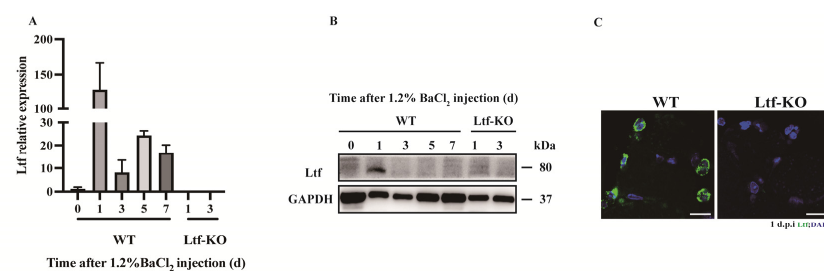 A
Ltf relative expression
200
150
100
30
20
10
0
0 1 3 5 7 1 3
WT Ltf-KO
Time after 1.2%BaCl2 injection (d)
B
Time after 1.2% BaCl2 injection (d)
WT Ltf-KO
0 1 3 5 7 1 3 kDa
Ltf 80
GAPDH 37
C
WT Ltf-KO
1 d.p.i Ltf/DAPI